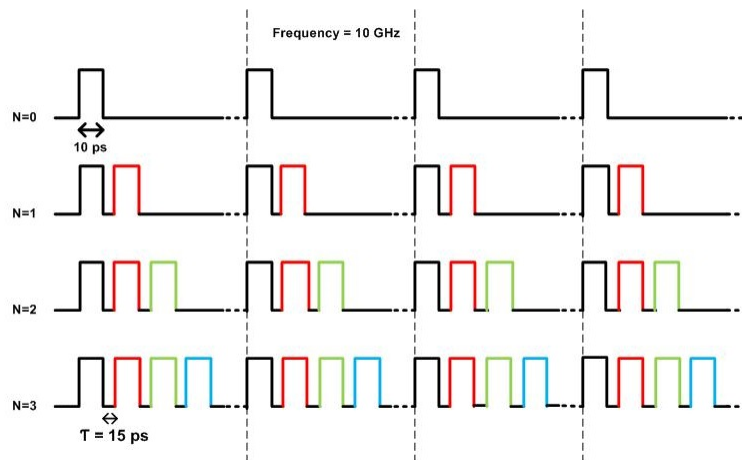 Frequency = 10 GHz
N=0
10 ps
N=1
N=2
N=3
Ƭ = 15 ps